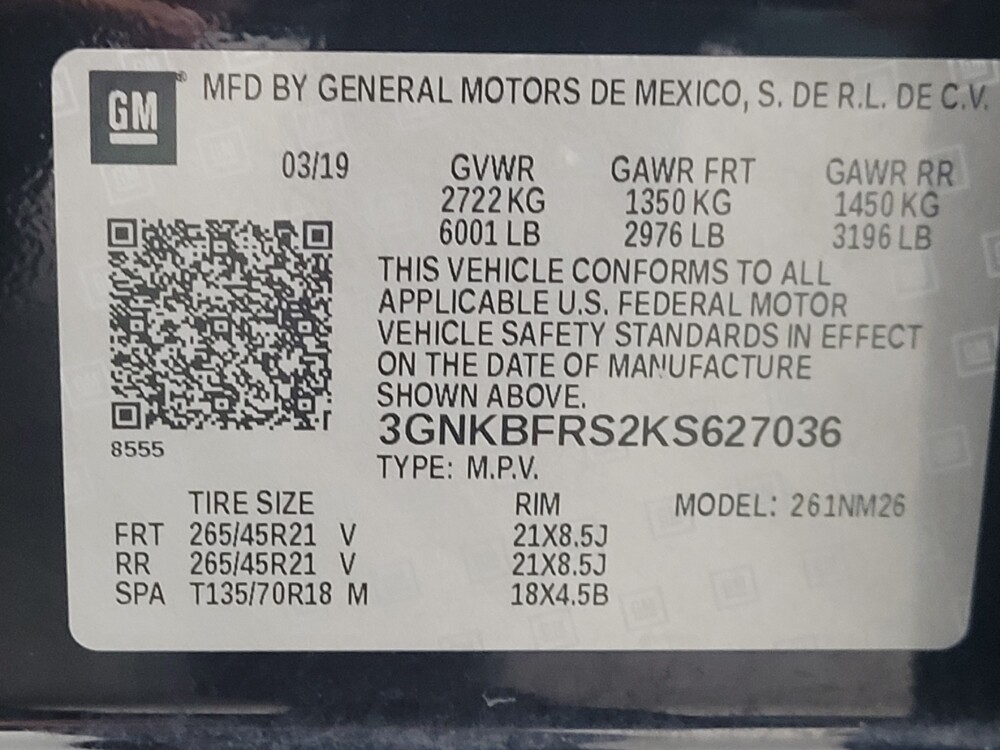 GM® MFD BY GENERAL MOTORS DE MEXICO, S. DE R.L. DE C.V.
03/19 GVWR GAWR FRT GAWR RR
2722 KG 1350 KG 1450 KG
6001 LB 2976 LB 3196 LB
THIS VEHICLE CONFORMS TO ALL
APPLICABLE U.S. FEDERAL MOTOR
VEHICLE SAFETY STANDARDS IN EFFECT
ON THE DATE OF MANUFACTURE
SHOWN ABOVE.
3GNKBFRS2KS627036
8555
TYPE: M.P.V.
TIRE SIZE RIM MODEL: 261NM26
FRT 265/45R21 V 21X8.5J
RR 265/45R21 V 21X8.5J
SPA T135/70R18 M 18X4.5B